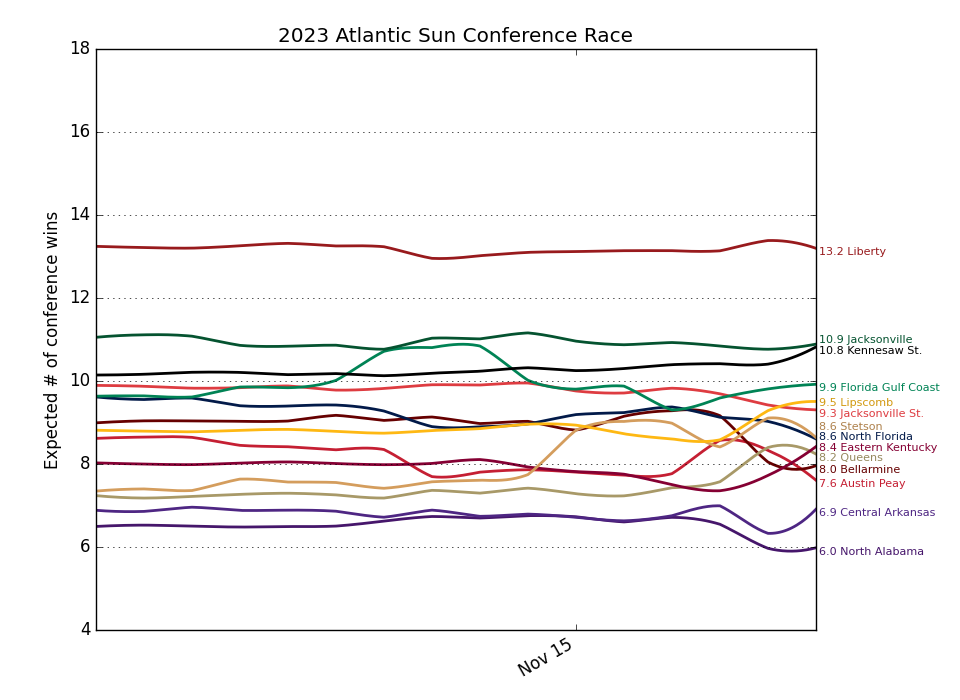 2023 Atlantic Sun Conference Race
Expected # of conference wins
18
16
14
12
10
8
6
4
Nov 15
13.2 Liberty
10.9 Jacksonville
10.8 Kennesaw St.
9.9 Florida Gulf Coast
9.5 Lipscomb
9.3 Jacksonville St.
8.6 Stetson
8.6 North Florida
8.4 Eastern Kentucky
8.2 Queens
8.0 Bellarmine
7.6 Austin Peay
6.9 Central Arkansas
6.0 North Alabama